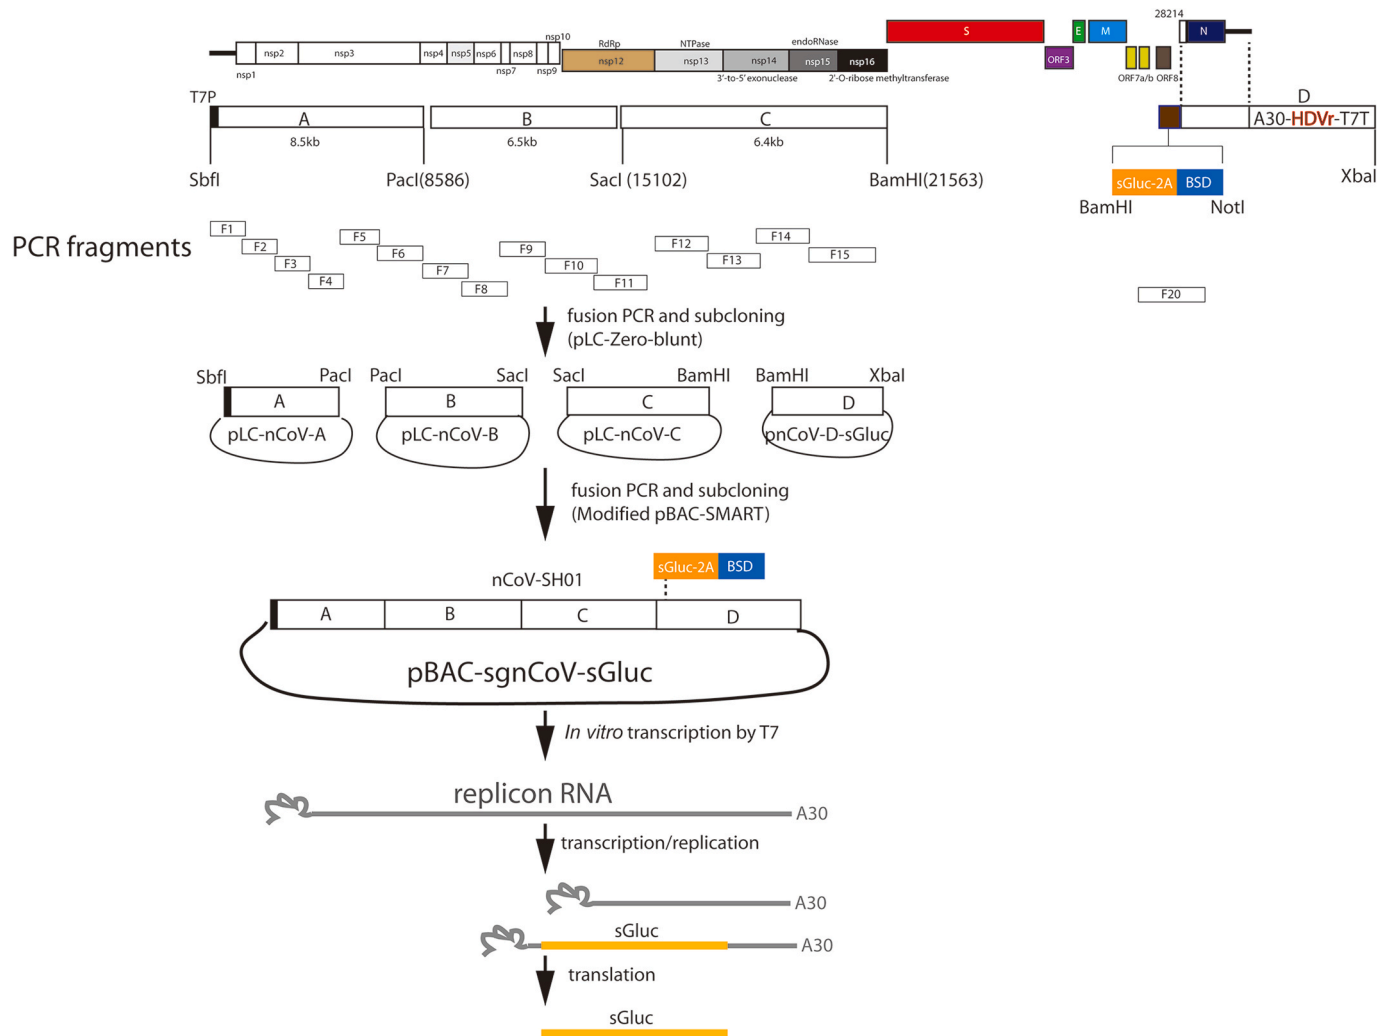 28214
S
E
M
N
ORF3
ORF7a/b
ORF8
nsp10
RdRp
NTPase
endoRNase
nsp2
nsp3
nsp4
nsp5
nsp6
nsp8
nsp12
nsp13
nsp14
nsp15
nsp16
nsp1
nsp7
nsp9
3'-to-5' exonuclease
2'-O-ribose methyltransferase
T7P
A
B
C
D
A30-HDVr-T7T
8.5kb
6.5kb
6.4kb
SbfI
PacI(8586)
SacI (15102)
BamHI(21563)
XbaI
sGluc-2A
BSD
BamHI
NotI
PCR fragments
F1
F2
F3
F4
F5
F6
F7
F8
F9
F10
F11
F12
F13
F14
F15
F20
fusion PCR and subcloning
(pLC-Zero-blunt)
SbfI
PacI
PacI
SacI
SacI
BamHI
BamHI
XbaI
A
B
C
D
pLC-nCoV-A
pLC-nCoV-B
pLC-nCoV-C
pnCoV-D-sGluc
fusion PCR and subcloning
(Modified pBAC-SMART)
sGluc-2A
BSD
nCoV-SH01
A
B
C
D
pBAC-sgnCoV-sGluc
In vitro transcription by T7
replicon RNA
A30
transcription/replication
A30
sGluc
A30
translation
sGluc